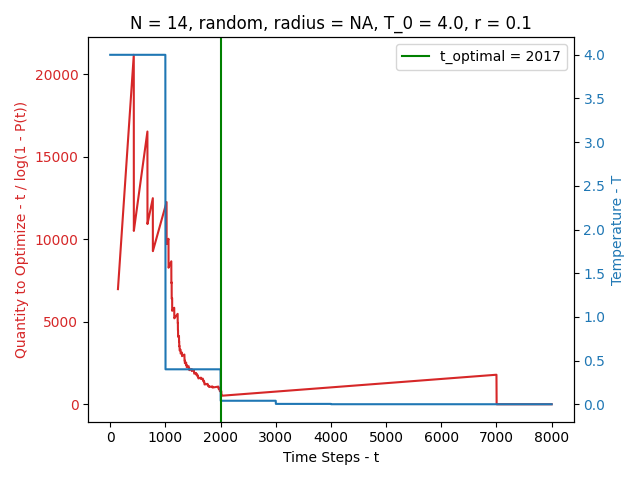 N = 14, random, radius = NA, T_0 = 4.0, r = 0.1
t_optimal = 2017
Quantity to Optimize - t / log(1 - P(t))
20000
15000
10000
5000
0
4.0
3.5
3.0
2.5
2.0
1.5
1.0
0.5
0.0
Temperature - T
0 1000 2000 3000 4000 5000 6000 7000 8000
Time Steps - t